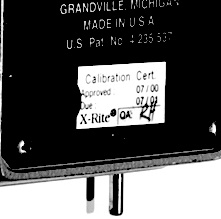 GRANDVILLE, MICHIGAN
MADE IN U.S.A
U.S. Pat. No. 4 235 537
Calibration Cert.
Approved: 07/00
Due: 07/01
X-Rite® QA: